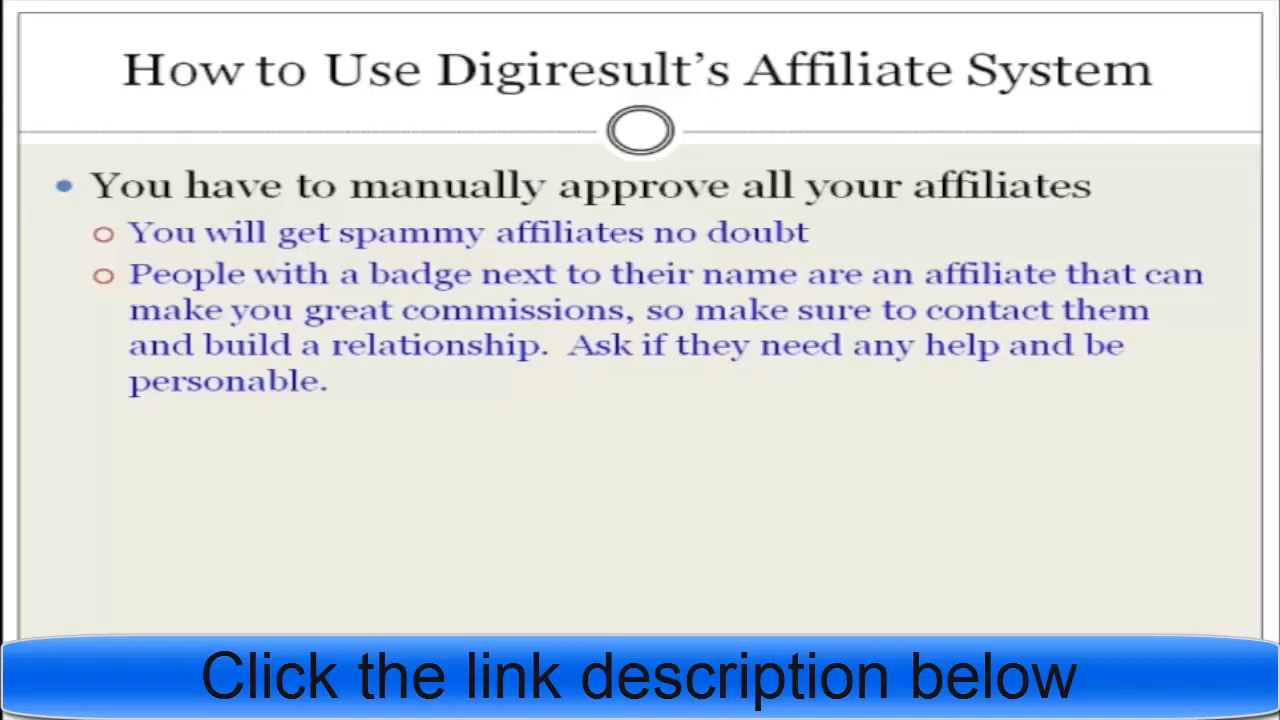 How to Use Digiresult’s Affiliate System
You have to manually approve all your affiliates
You will get spammy affiliates no doubt
People with a badge next to their name are an affiliate that can
make you great commissions, so make sure to contact them
and build a relationship.  Ask if they need any help and be
personable.
Click the link description below